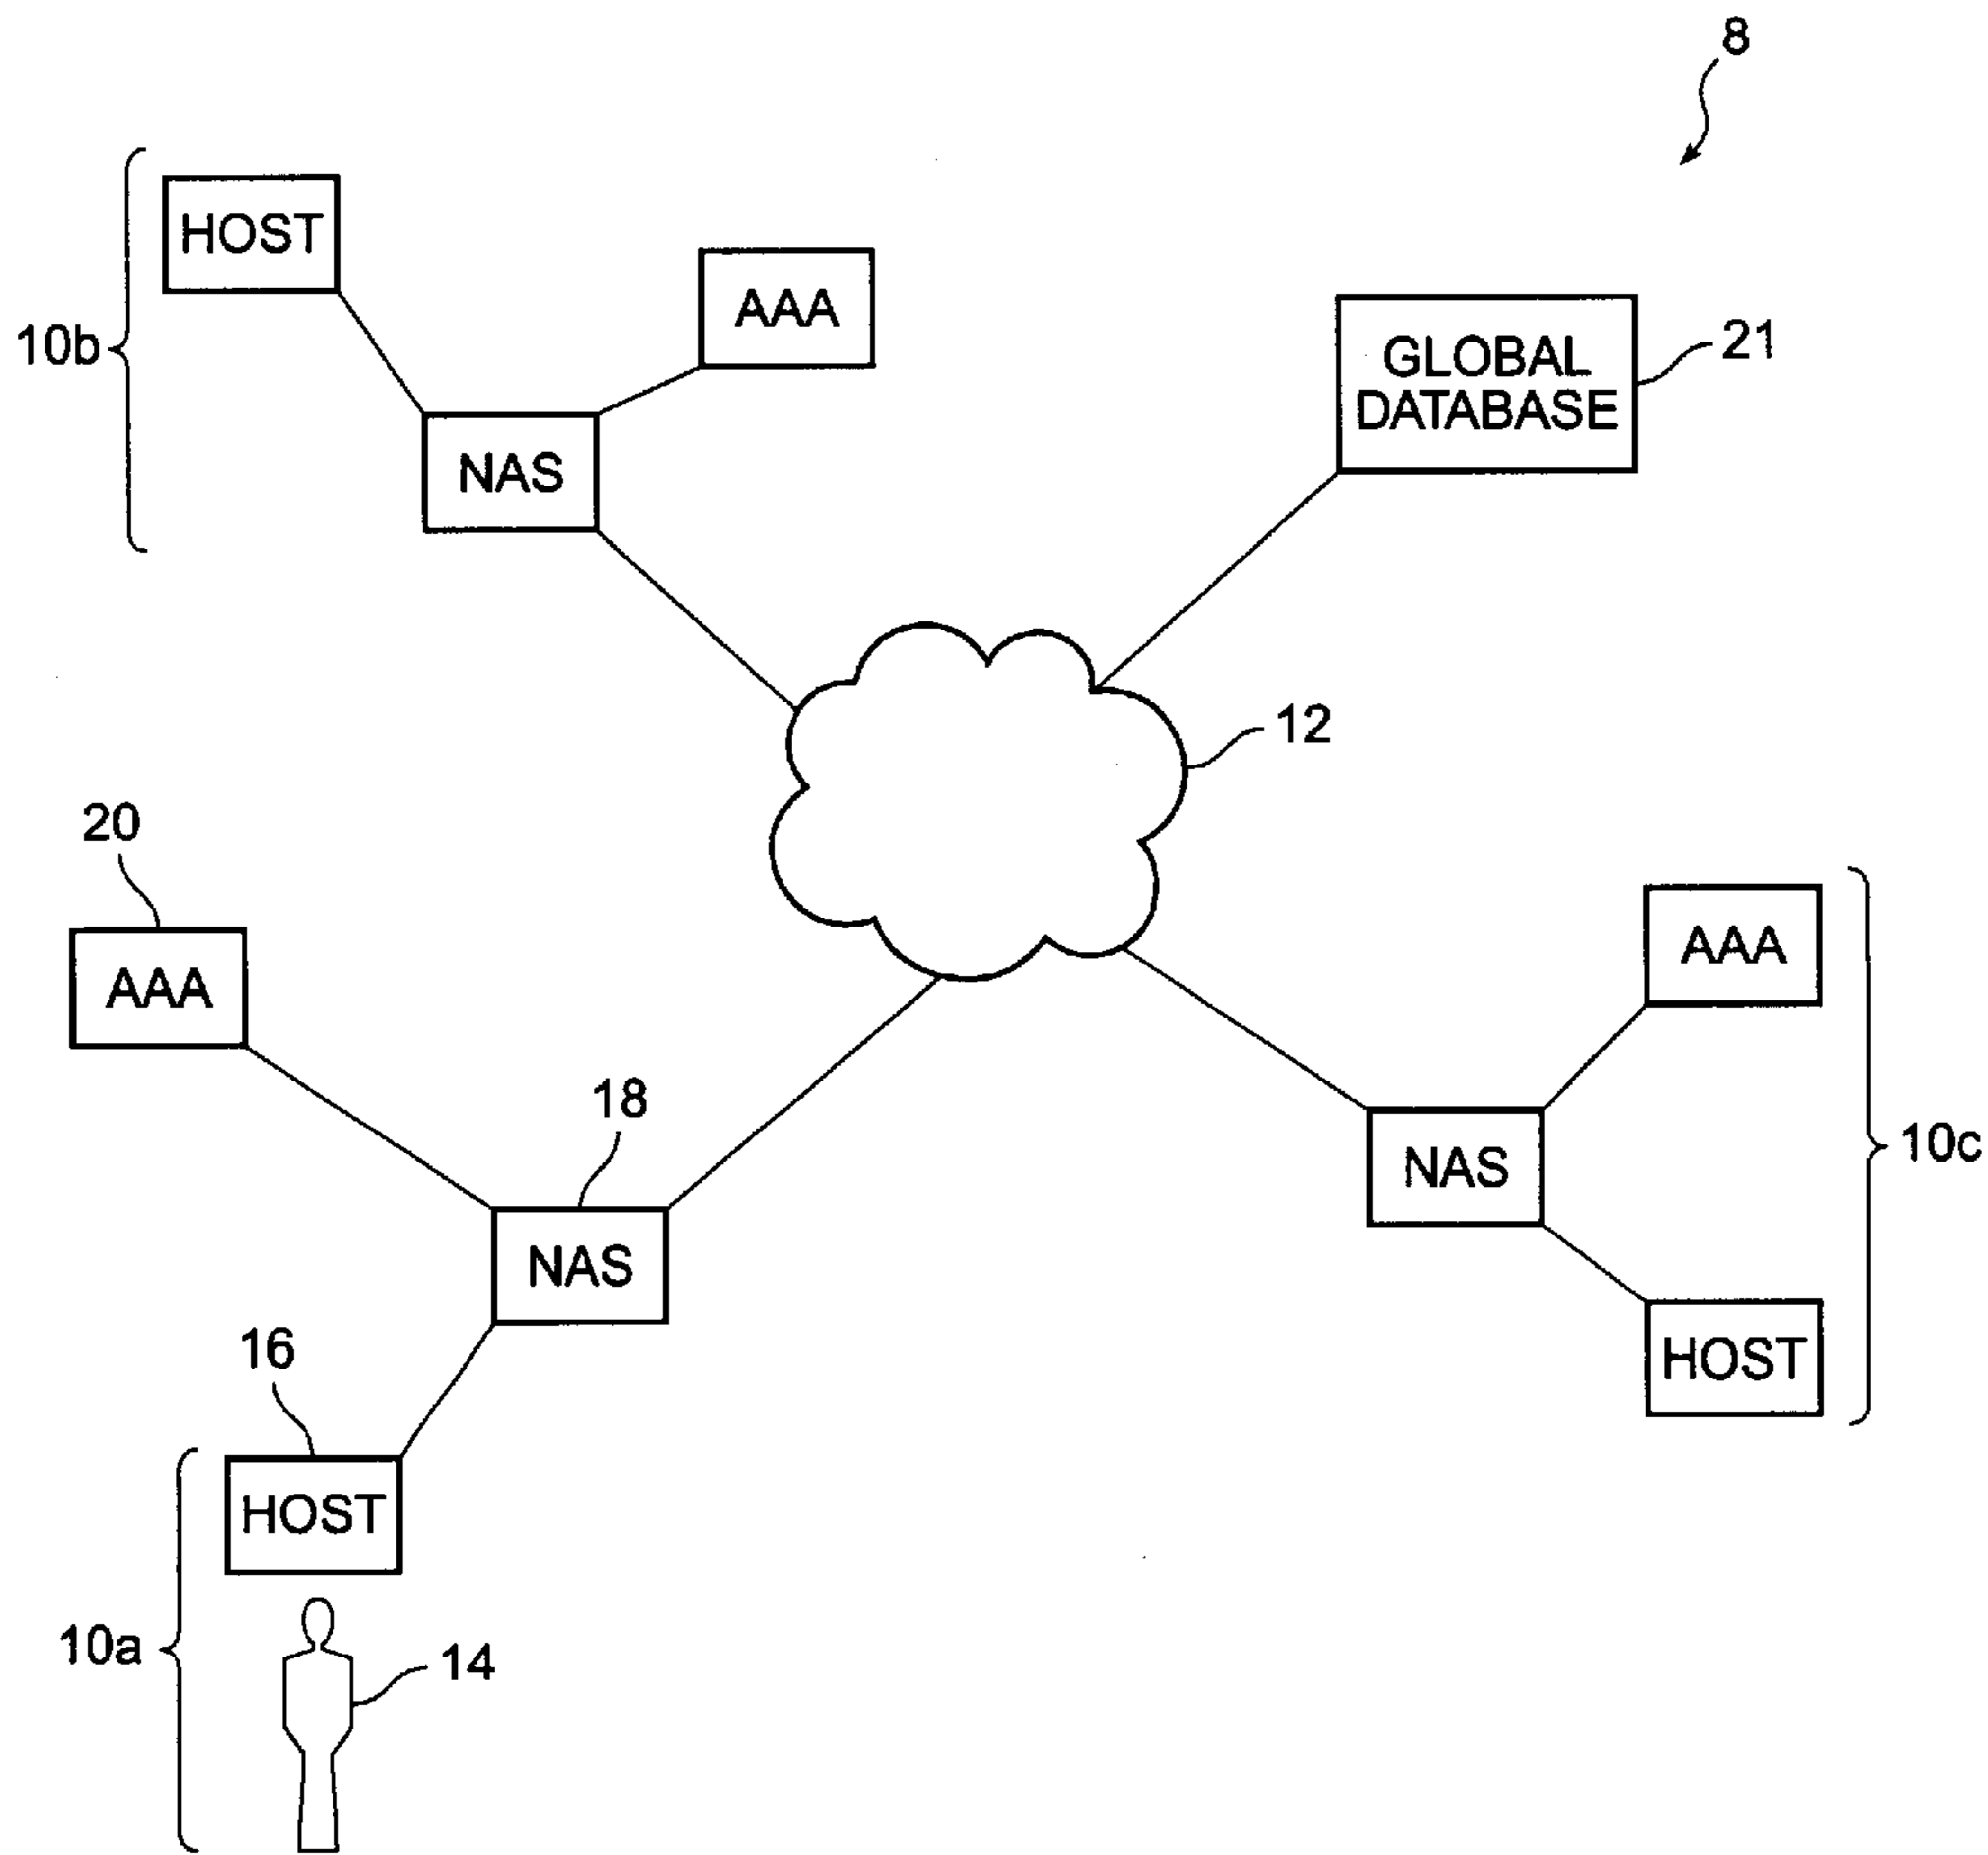 8
HOST
AAA
10b
GLOBAL
DATABASE
21
NAS
12
20
AAA
AAA
18
NAS
10c
NAS
16
HOST
HOST
10a
14